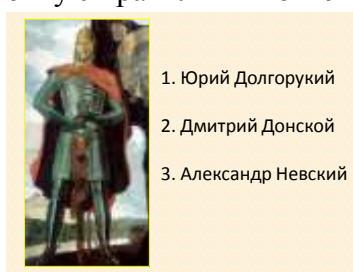 1. Юрий Долгорукий
2. Дмитрий Донской
3. Александр Невский